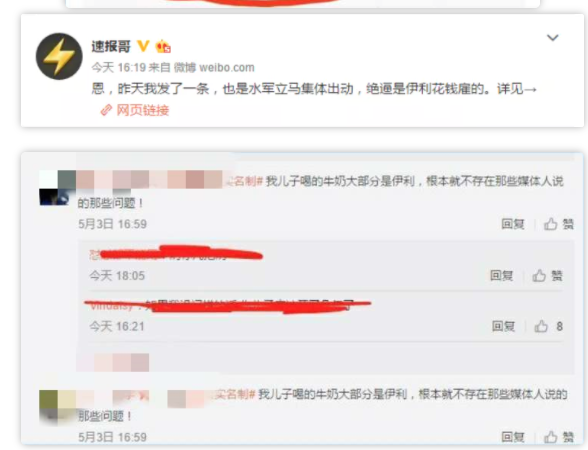 速报哥
今天 16:19 来自 微博 weibo.com
恩，昨天我发了一条，也是水军立马集体出动，绝逼是伊利花钱雇的。详见→
网页链接
实名制# 我儿子喝的牛奶大部分是伊利，根本就不存在那些媒体人说
的那些问题！
5月3日 16:59 回复 赞
今天 18:05 回复 赞
今天 16:21 回复 8
实名制# 我儿子喝的牛奶大部分是伊利，根本就不存在那些媒体人说的
那些问题！
5月3日 16:59 回复 赞